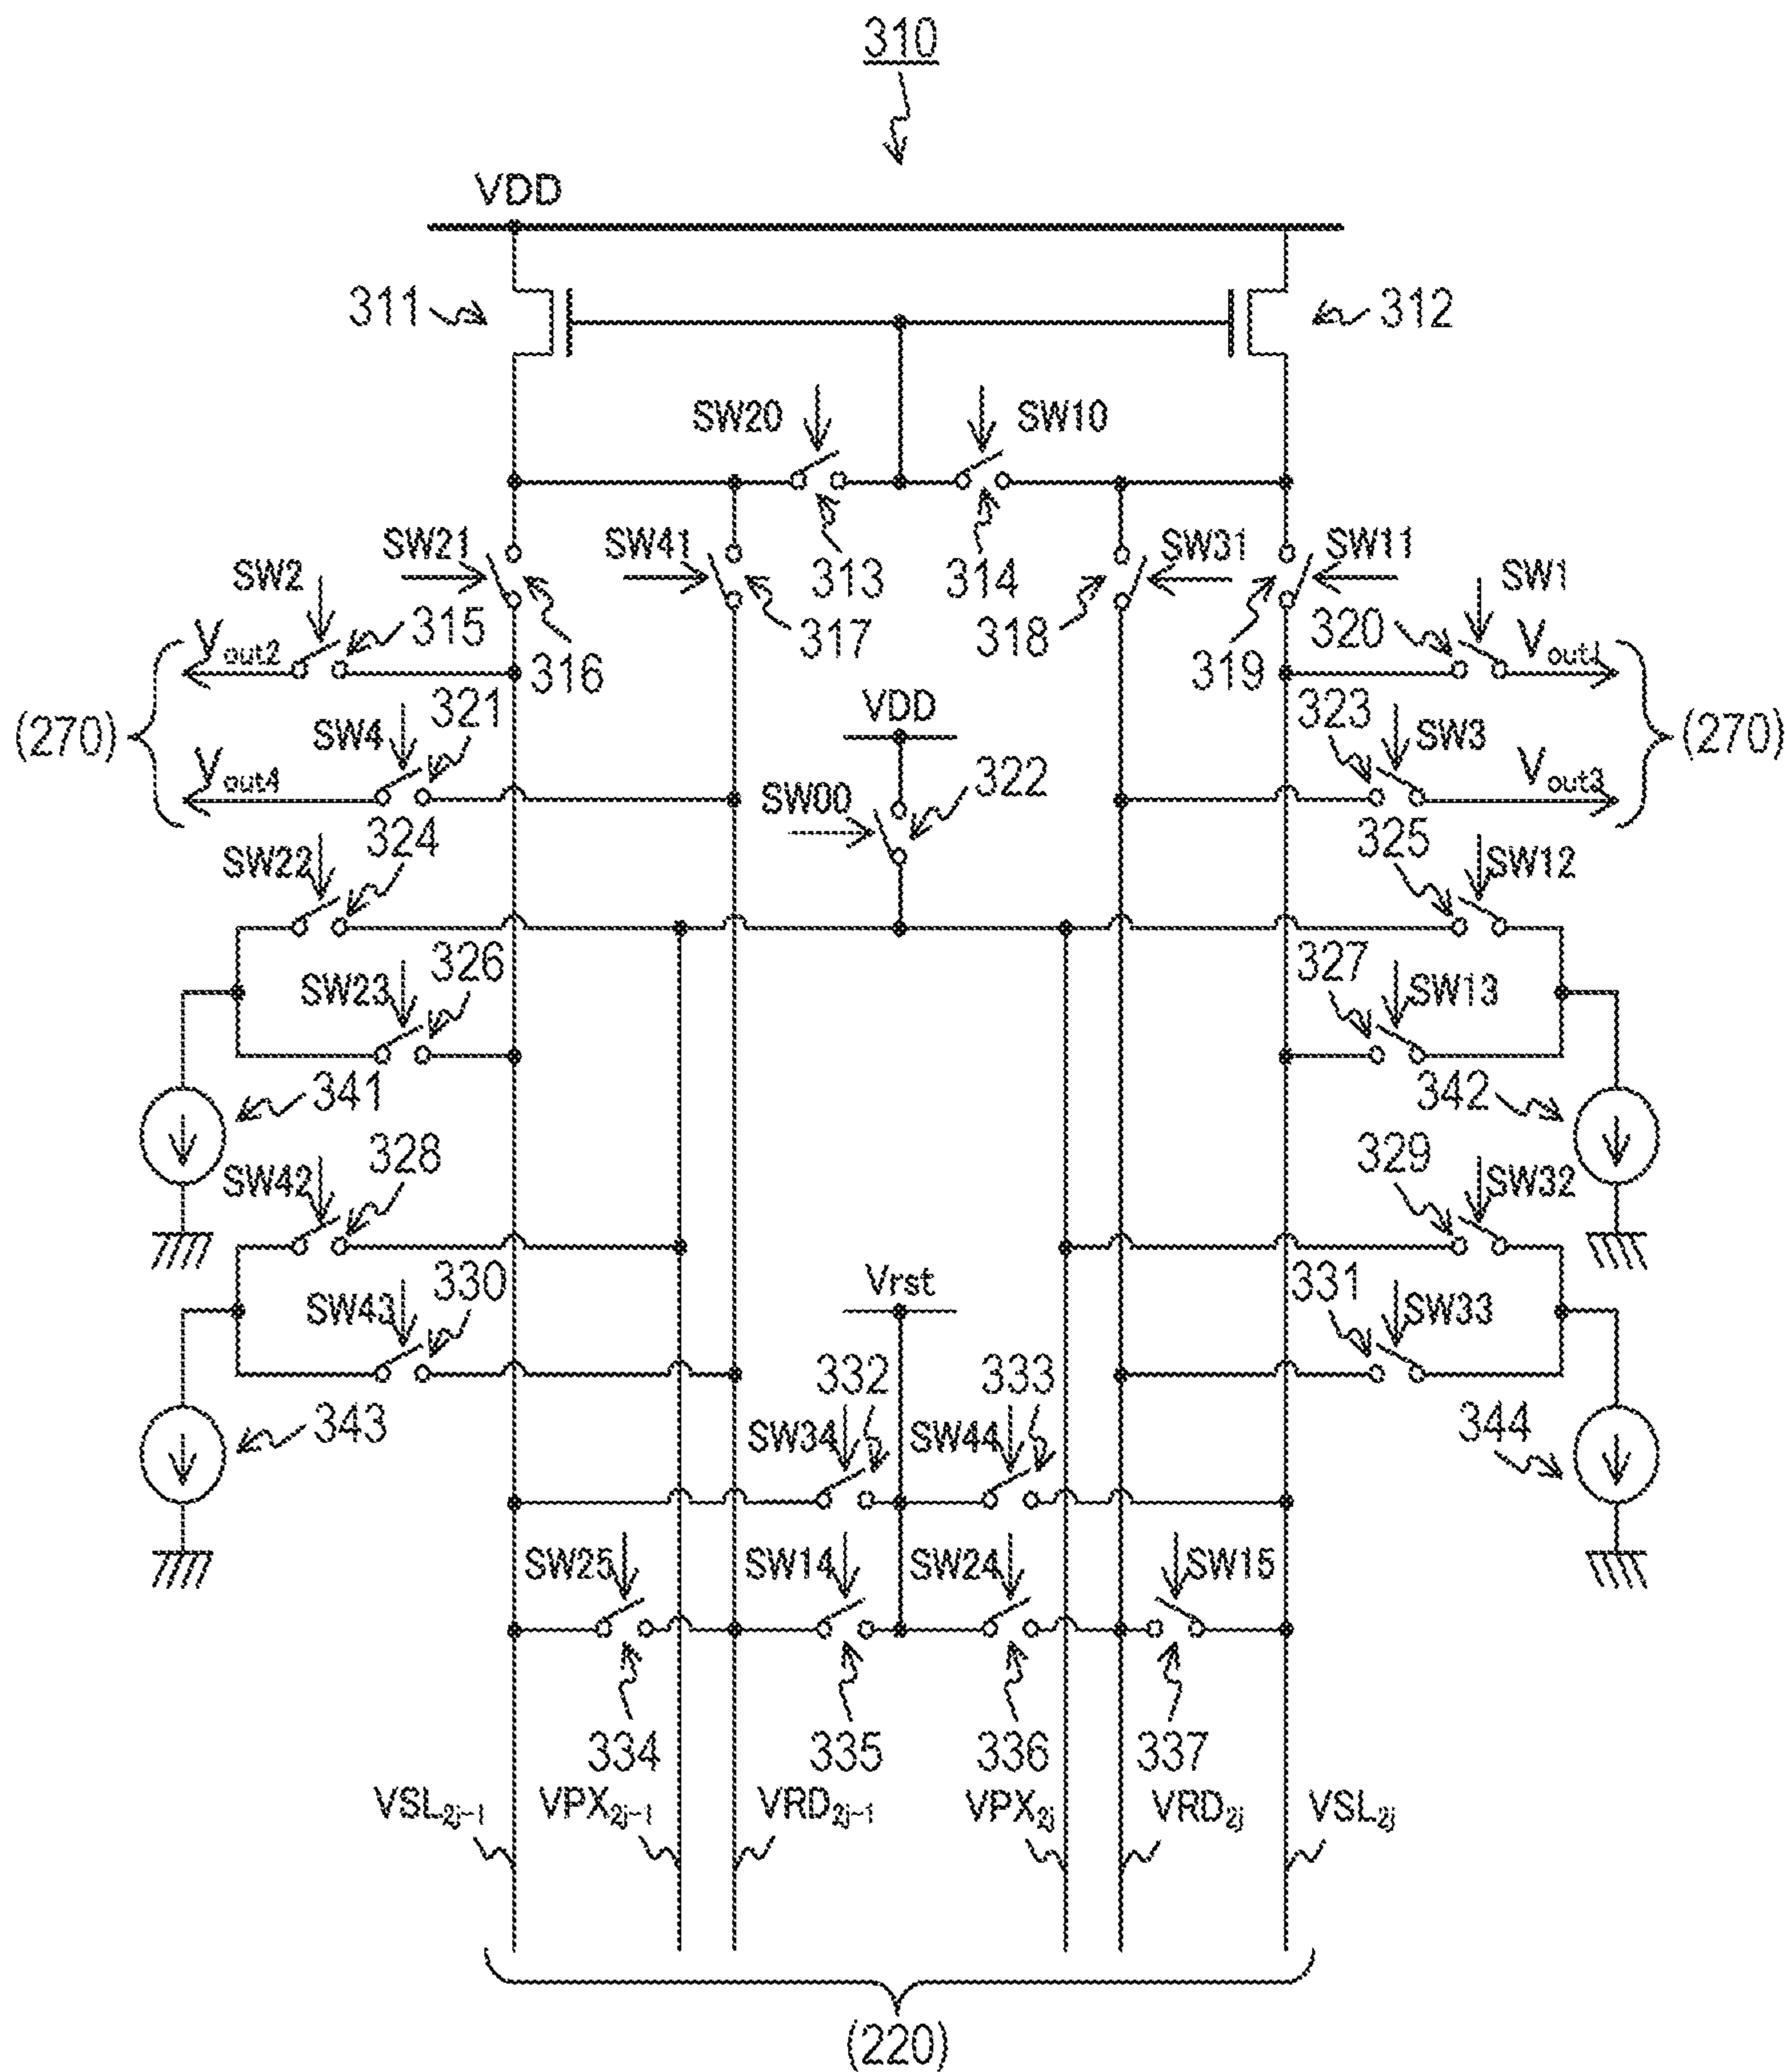 310
VDD
311
312
SW20
SW10
SW21
SW41
SW31
SW11
SW2
313
314
SW1
315
317
318
320
Vout2
316
319
Vout1
321
VDD
323
(270)
SW4
SW3
(270)
Vout4
322
Vout3
SW00
324
325
SW22
SW12
326
327
SW23
SW13
341
342
328
329
SW42
SW32
330
Vrst
331
SW43
SW33
332
333
343
SW34
SW44
344
SW25
SW14
SW24
SW15
334
335
336
337
VSL2j-1
VPX2j-1
VRD2j-1
VPX2j
VRD2j
VSL2j
(220)